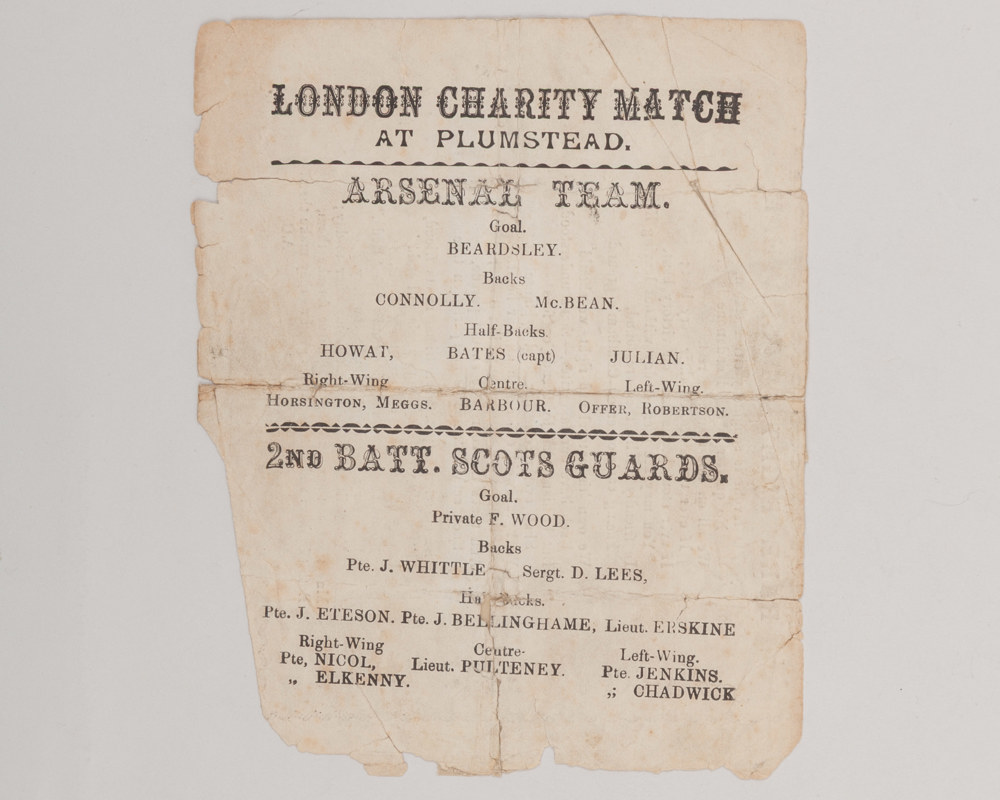 LONDON CHARITY MATCH
AT PLUMSTEAD.
ARSENAL TEAM.
Goal.
BEARDSLEY.
Backs
CONNOLLY. Mc.BEAN.
Half-Backs.
HOWAT, BATES (capt) JULIAN.
Right-Wing Centre. Left-Wing.
HORSINGTON, MEGGS. BARBOUR. OFFER, ROBERTSON.
2ND BATT. SCOTS GUARDS.
Goal.
Private F. WOOD.
Backs
Pte. J. WHITTLE Sergt. D. LEES,
Half-Backs.
Pte. J. ETESON. Pte. J. BELLINGHAME, Lieut. ERSKINE
Right-Wing Centre- Left-Wing.
Pte, NICOL, Lieut. PULTENEY. Pte. JENKINS.
„ ELKENNY. „; CHADWICK